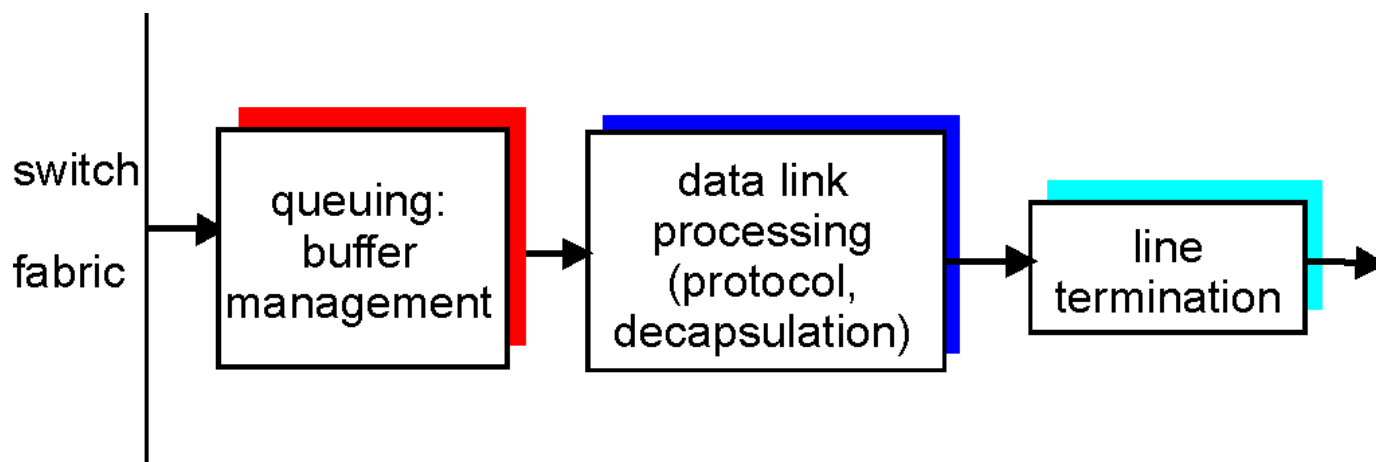 switch
fabric
queuing:
buffer
management
data link
processing
(protocol,
decapsulation)
line
termination